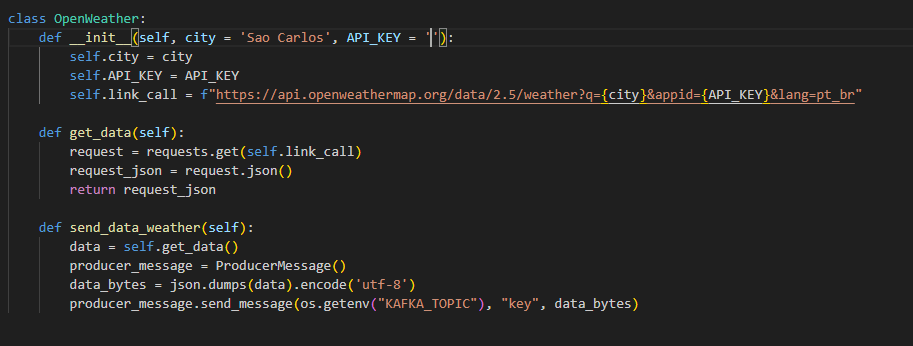 class OpenWeather:
def __init__(self, city = 'Sao Carlos', API_KEY = ''):
self.city = city
self.API_KEY = API_KEY
self.link_call = f"https://api.openweathermap.org/data/2.5/weather?q={city}&appid={API_KEY}&lang=pt_br"
def get_data(self):
request = requests.get(self.link_call)
request_json = request.json()
return request_json
def send_data_weather(self):
data = self.get_data()
producer_message = ProducerMessage()
data_bytes = json.dumps(data).encode('utf-8')
producer_message.send_message(os.getenv("KAFKA_TOPIC"), "key", data_bytes)